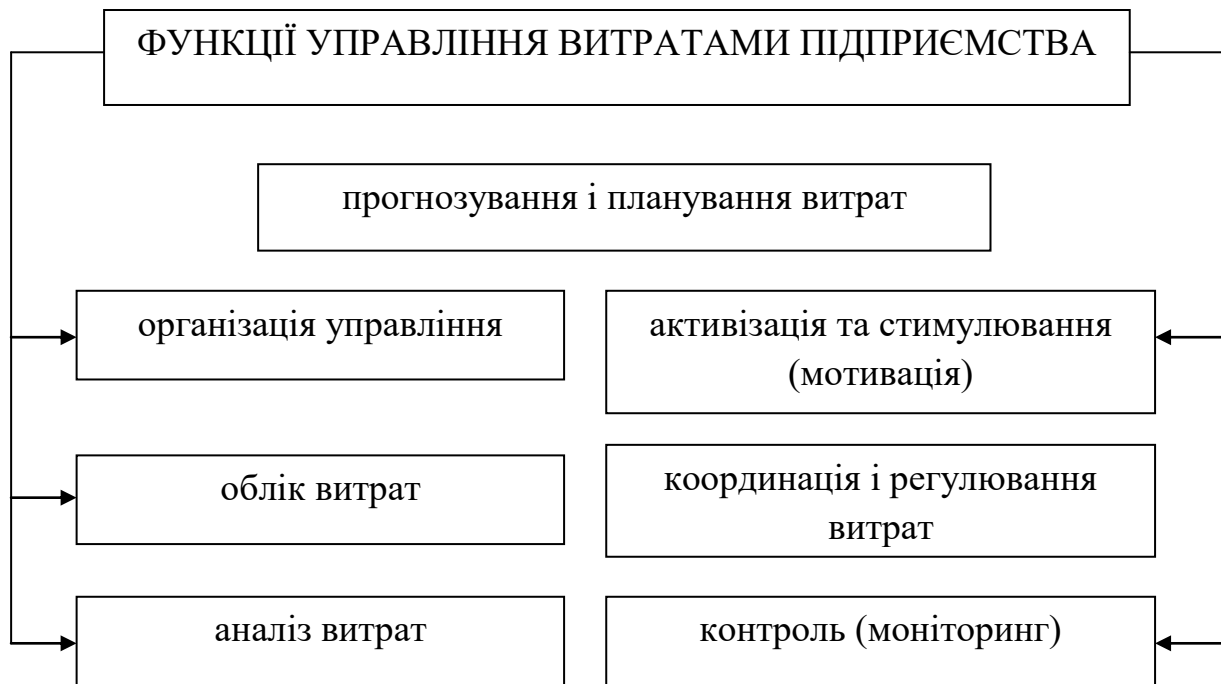 ФУНКЦІЇ УПРАВЛІННЯ ВИТРАТАМИ ПІДПРИЄМСТВА
прогнозування і планування витрат
організація управління
активізація та стимулювання
(мотивація)
облік витрат
координація і регулювання
витрат
аналіз витрат
контроль (моніторинг)